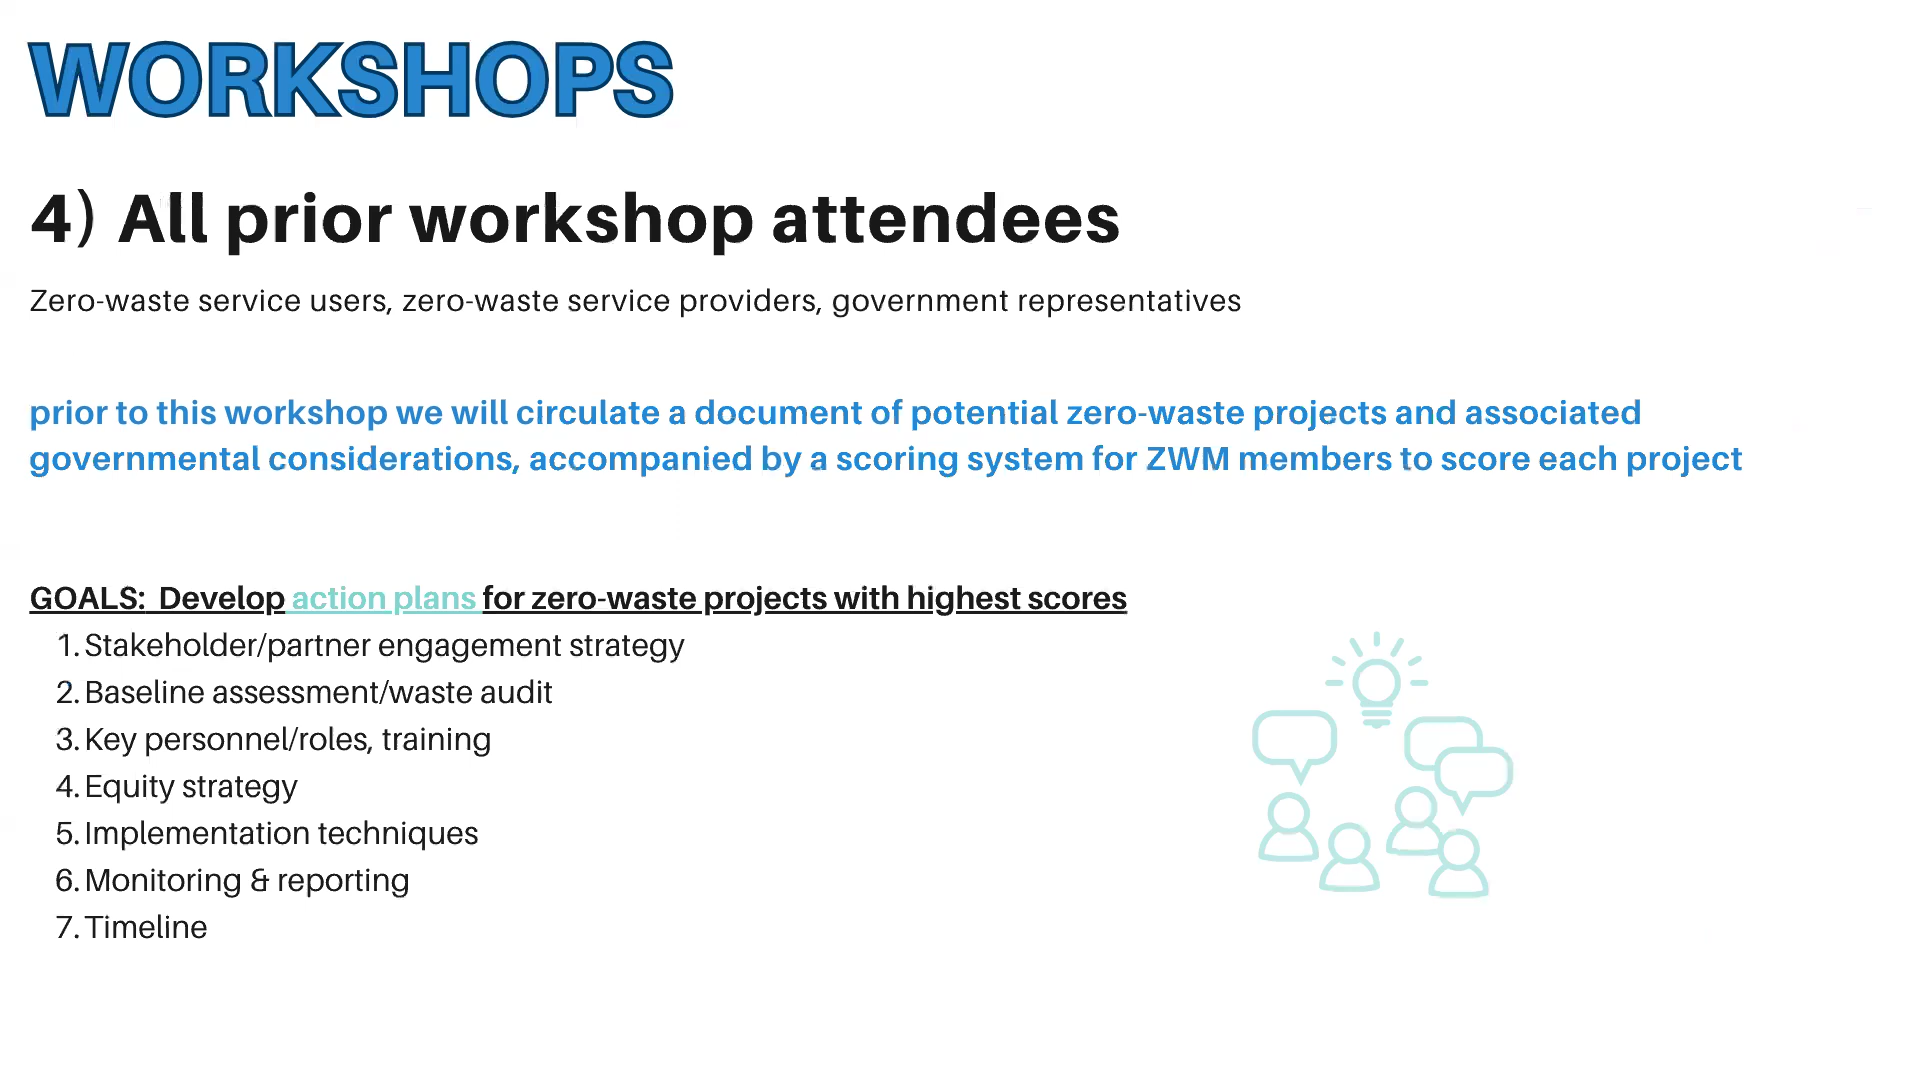 WORKSHOPS
4) All prior workshop attendees
Zero-waste service users, zero-waste service providers, government representatives
prior to this workshop we will circulate a document of potential zero-waste projects and associated
governmental considerations, accompanied by a scoring system for ZWM members to score each project
GOALS:  Develop action plans for zero-waste projects with highest scores
1. Stakeholder/partner engagement strategy
2. Baseline assessment/waste audit
3. Key personnel/roles, training
4. Equity strategy
5. Implementation techniques
6. Monitoring & reporting
7. Timeline